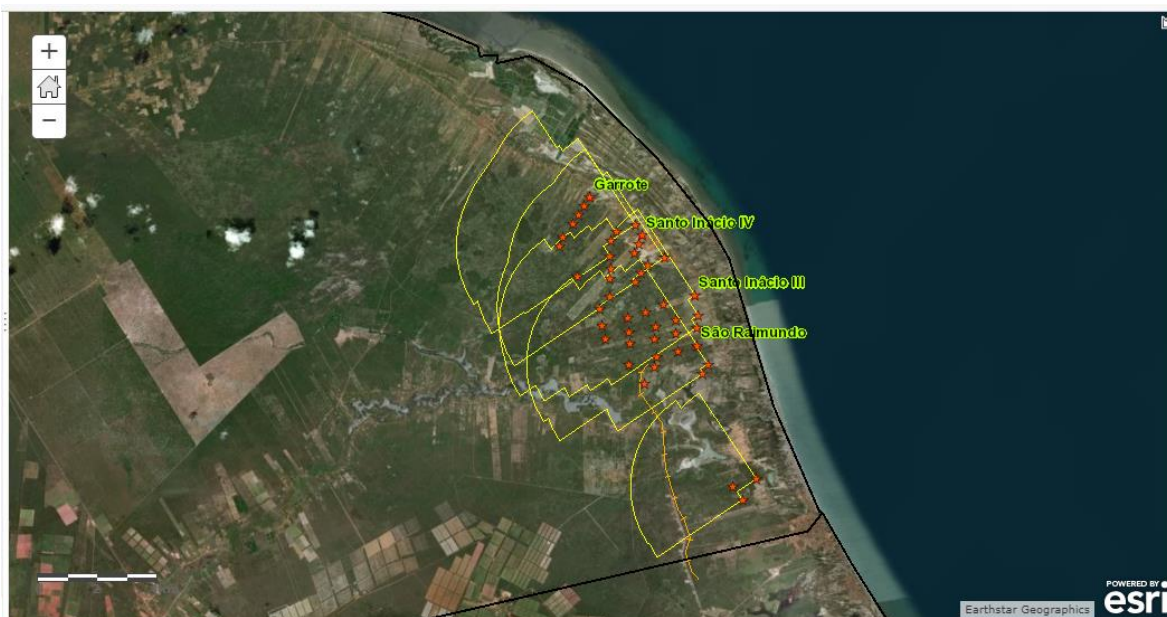 +
−
Garrote
Santo Inácio IV
Santo Inácio III
São Raimundo
POWERED BY
esri
Earthstar Geographics